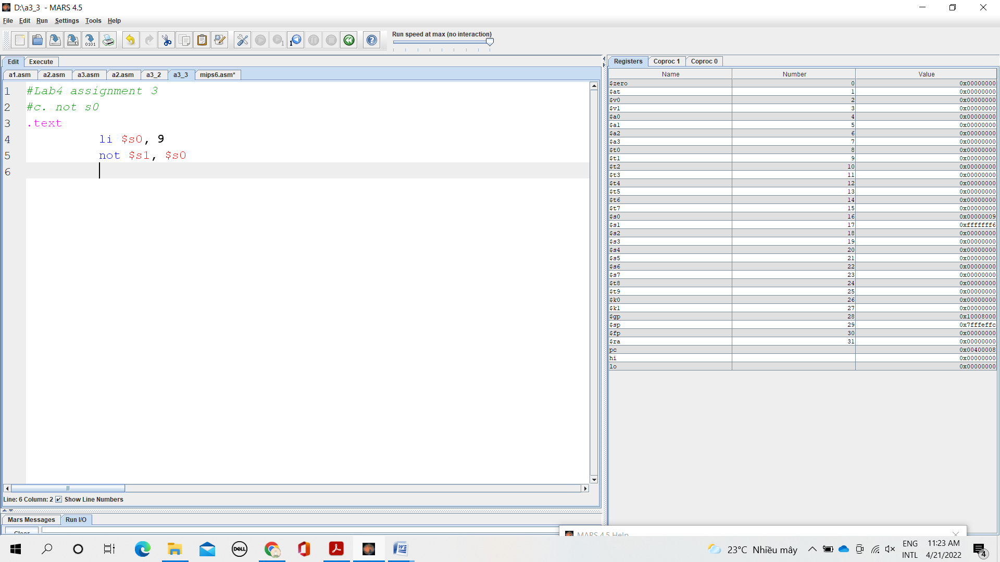 D:\a3_3 - MARS 4.5
File Edit Run Settings Tools Help
Run speed at max (no interaction)
Edit Execute
a1.asm a2.asm a3.asm a2.asm a3_2 a3_3 mips6.asm*
1 #Lab4 assignment 3
2 #c. not s0
3 .text
4 li $s0, 9
5 not $s1, $s0
6
Line: 6 Column: 2 Show Line Numbers
Mars Messages Run I/O
Clear
Registers Coproc 1 Coproc 0
Name Number Value
$zero 0 0x00000000
$at 1 0x00000000
$v0 2 0x00000000
$v1 3 0x00000000
$a0 4 0x00000000
$a1 5 0x00000000
$a2 6 0x00000000
$a3 7 0x00000000
$t0 8 0x00000000
$t1 9 0x00000000
$t2 10 0x00000000
$t3 11 0x00000000
$t4 12 0x00000000
$t5 13 0x00000000
$t6 14 0x00000000
$t7 15 0x00000000
$s0 16 0x00000009
$s1 17 0xfffffff6
$s2 18 0x00000000
$s3 19 0x00000000
$s4 20 0x00000000
$s5 21 0x00000000
$s6 22 0x00000000
$s7 23 0x00000000
$t8 24 0x00000000
$t9 25 0x00000000
$k0 26 0x00000000
$k1 27 0x00000000
$gp 28 0x10008000
$sp 29 0x7fffeffc
$fp 30 0x00000000
$ra 31 0x00000000
pc 0x00400008
hi 0x00000000
lo 0x00000000
MARS 4.5 Help
DELL
23°C Nhiều mây
ENG
INTL
11:23 AM
4/21/2022
4